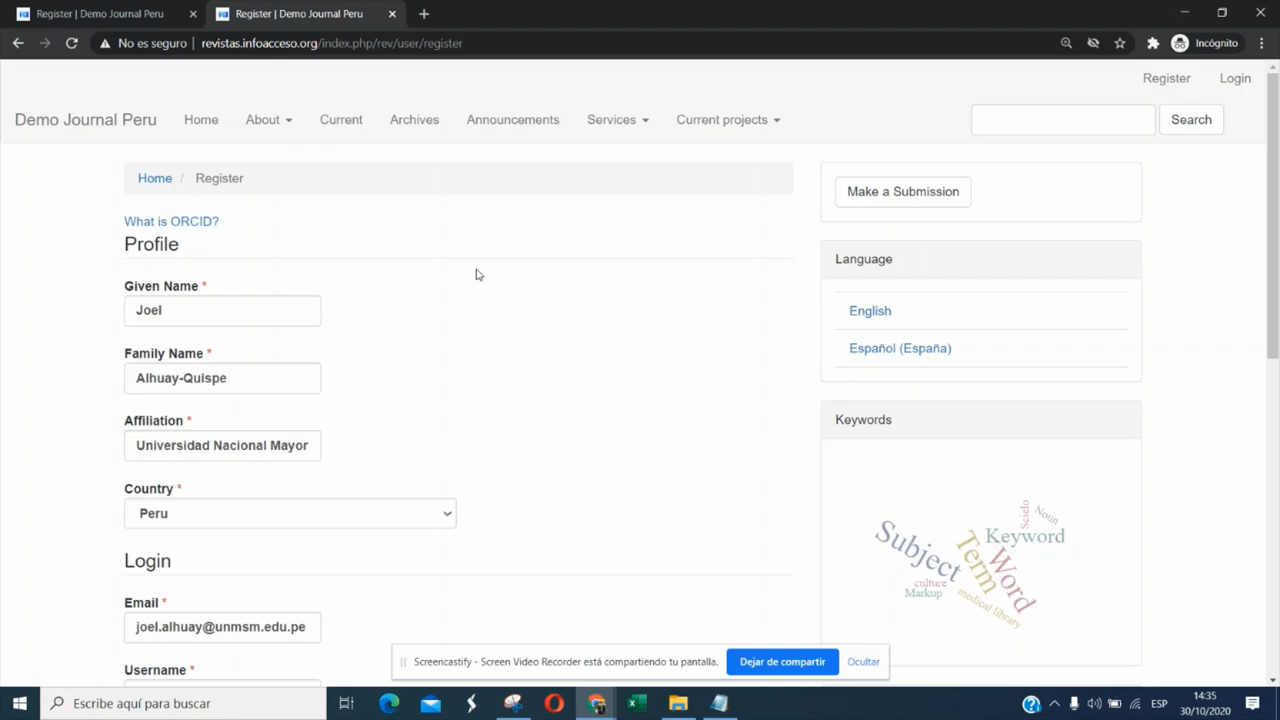 Register | Demo Journal Peru
Register | Demo Journal Peru
No es seguro
revistas.infoacceso.org/index.php/rev/user/register
Incógnito
Register
Login
Demo Journal Peru
Home
About
Current
Archives
Announcements
Services
Current projects
Search
Home / Register
Make a Submission
What is ORCID?
Profile
Language
Given Name *
Joel
English
Family Name *
Español (España)
Alhuay-Quispe
Affiliation *
Keywords
Universidad Nacional Mayor
Country *
Peru
Subject
Term
Word
Keyword
Scielo
Noun
culture
Markup
medical library
Login
Email *
joel.alhuay@unmsm.edu.pe
Username *
Screencastify - Screen Video Recorder está compartiendo tu pantalla.
Dejar de compartir
Ocultar
Escribe aquí para buscar
ESP
14:35
30/10/2020